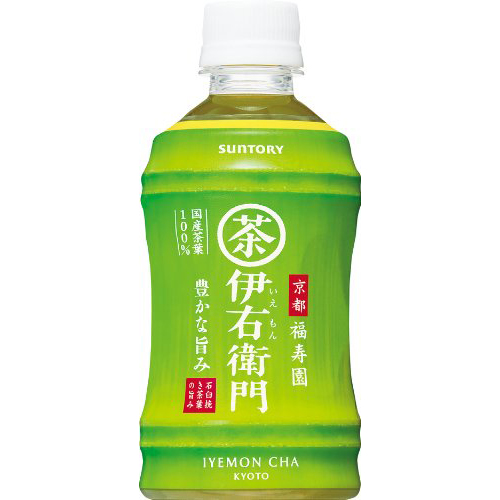 SUNTORY
茶
京都
福寿園
いえもん
伊右衛門
国産茶葉
100%
豊かな旨み
石臼挽
き茶葉
の旨み
IYEMON CHA
KYOTO